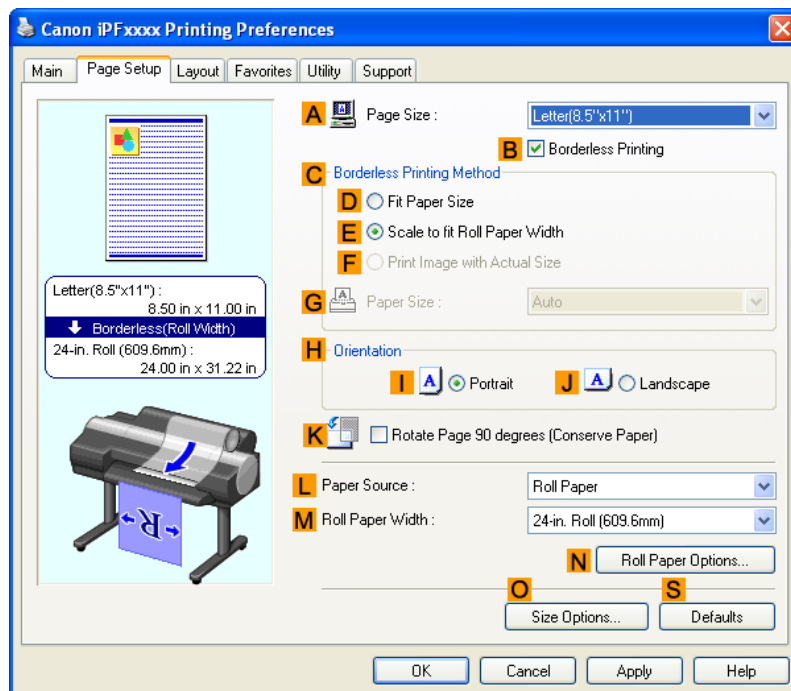 Canon iPFxxxx Printing Preferences
Main Page Setup Layout Favorites Utility Support
A Page Size : Letter(8.5"x11")
B Borderless Printing
C Borderless Printing Method
D Fit Paper Size
E Scale to fit Roll Paper Width
F Print Image with Actual Size
G Paper Size : Auto
Letter(8.5"x11") :
8.50 in x 11.00 in
Borderless(Roll Width)
24-in. Roll (609.6mm) :
24.00 in x 31.22 in
H Orientation
I A Portrait J A Landscape
K Rotate Page 90 degrees (Conserve Paper)
L Paper Source : Roll Paper
M Roll Paper Width : 24-in. Roll (609.6mm)
N Roll Paper Options...
R
O S
Size Options... Defaults
OK Cancel Apply Help